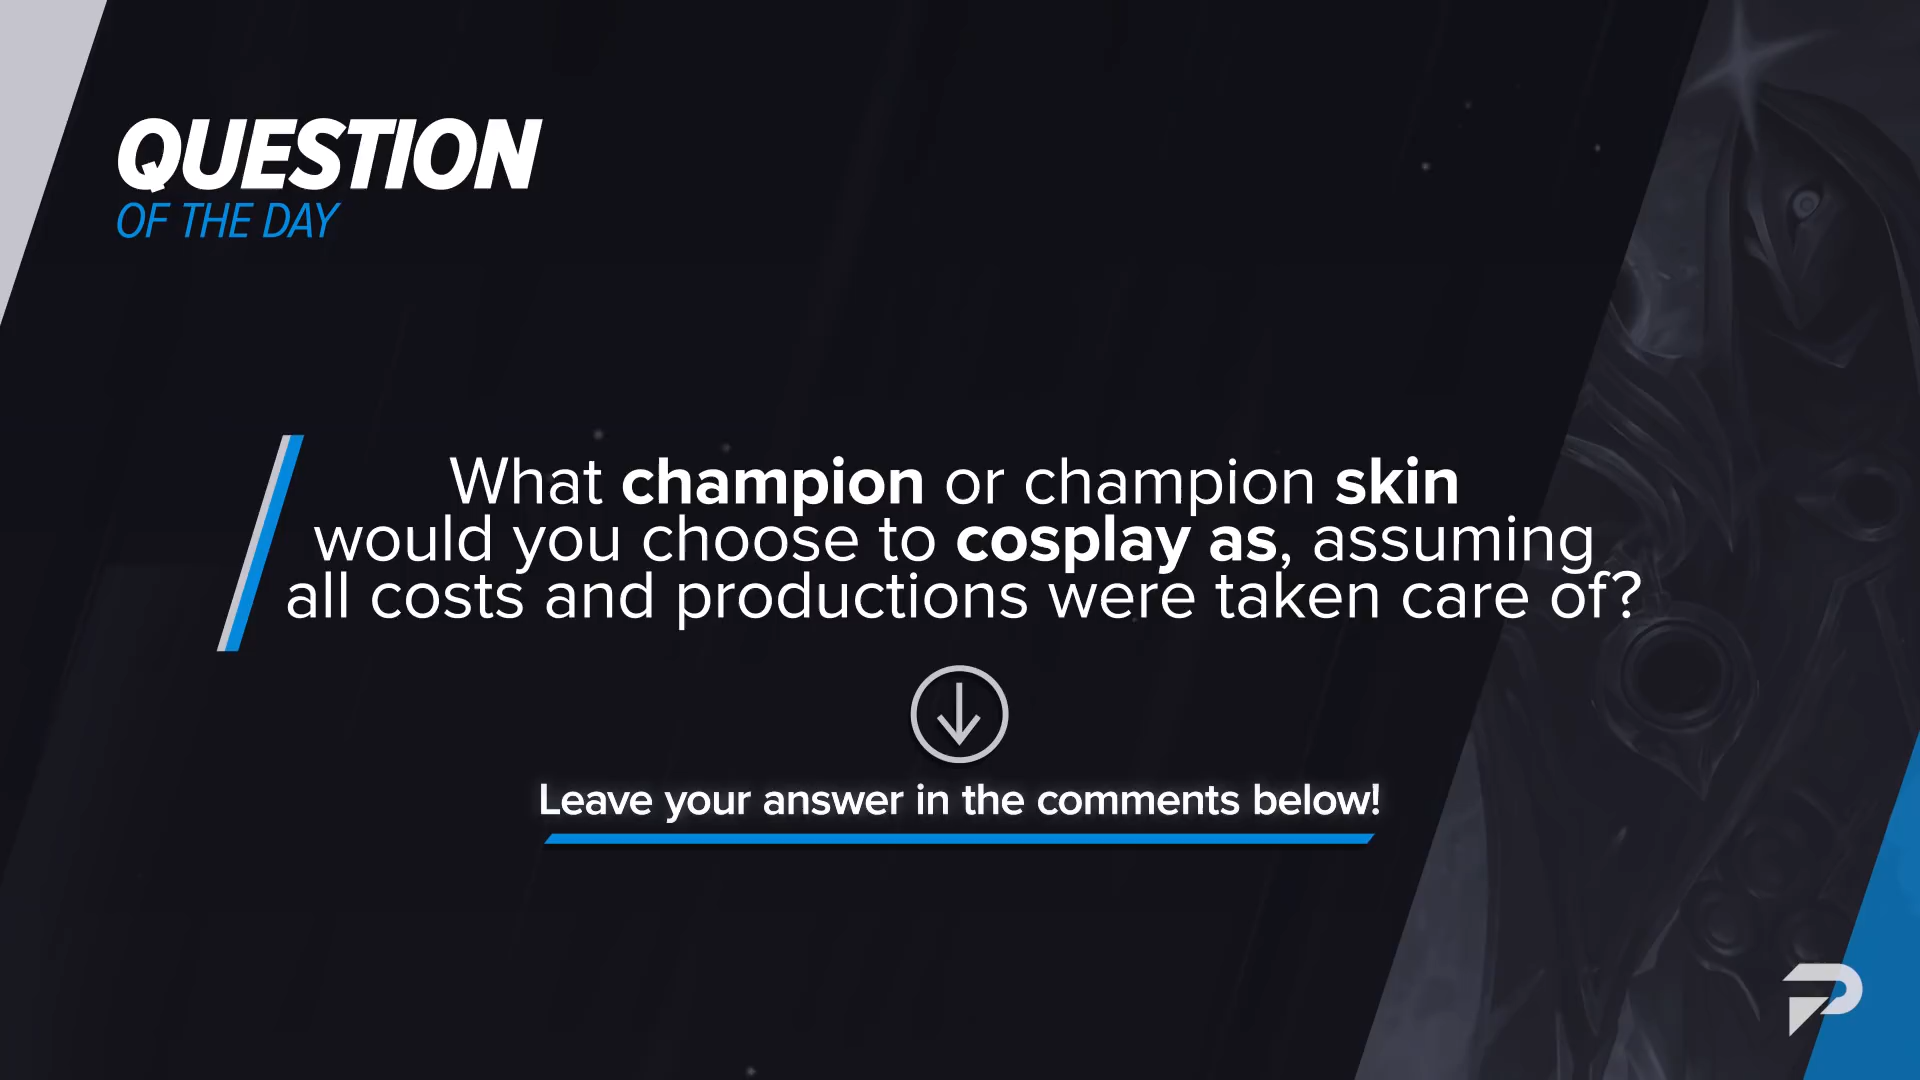 QUESTION
OF THE DAY
What champion or champion skin
would you choose to cosplay as, assuming
all costs and productions were taken care of?
Leave your answer in the comments below!